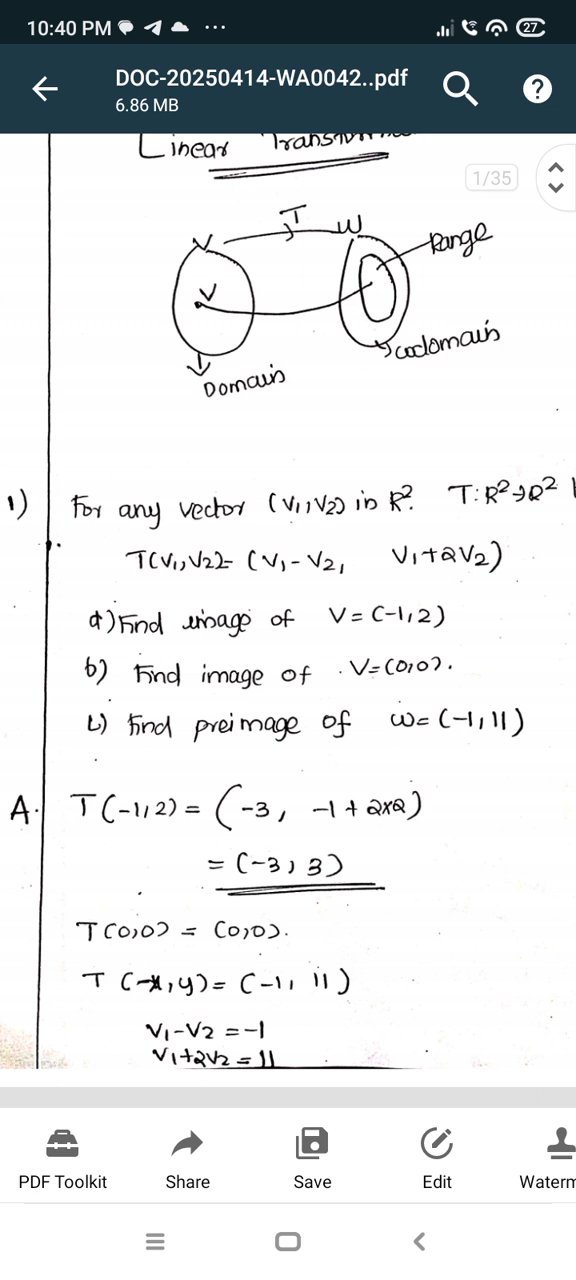 10:40 PM
27
DOC-20250414-WA0042..pdf
6.86 MB
Linear
1/35
T
V W Range
V
codomain
Domain
1) For any vector (V1, V2) in R². T: R²→R²
T(V1, V2) = (V1 - V2, V1+2V2)
a) Find image of V = (-1, 2)
b) Find image of V = (0, 0).
c) Find preimage of w = (-1, 11)
A. T(-1, 2) = (-3, -1 + 2×2)
= (-3, 3)
T(0, 0) = (0, 0).
T (x, y) = (-1, 11)
V1 - V2 = -1
V1+2V2 = 11
PDF Toolkit Share Save Edit Waterm